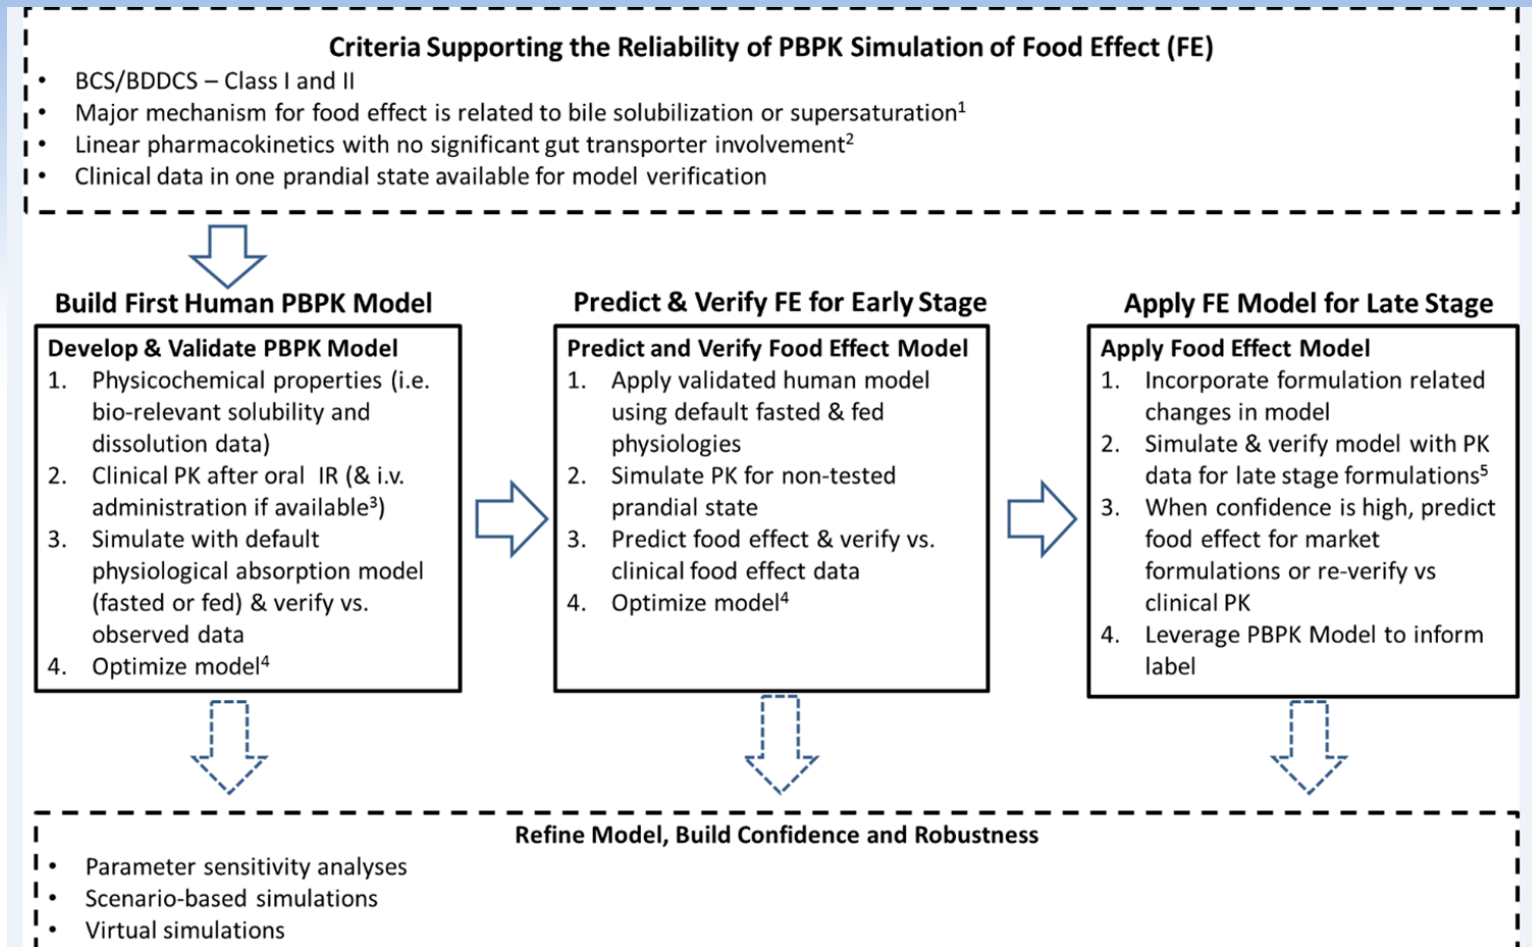 Criteria Supporting the Reliability of PBPK Simulation of Food Effect (FE)
• BCS/BDDCS – Class I and II
• Major mechanism for food effect is related to bile solubilization or supersaturation¹
• Linear pharmacokinetics with no significant gut transporter involvement²
• Clinical data in one prandial state available for model verification
Build First Human PBPK Model
Develop & Validate PBPK Model
1. Physicochemical properties (i.e.
bio-relevant solubility and
dissolution data)
2. Clinical PK after oral IR (& i.v.
administration if available³)
3. Simulate with default
physiological absorption model
(fasted or fed) & verify vs.
observed data
4. Optimize model⁴
Predict & Verify FE for Early Stage
Predict and Verify Food Effect Model
1. Apply validated human model
using default fasted & fed
physiologies
2. Simulate PK for non-tested
prandial state
3. Predict food effect & verify vs.
clinical food effect data
4. Optimize model⁴
Apply FE Model for Late Stage
Apply Food Effect Model
1. Incorporate formulation related
changes in model
2. Simulate & verify model with PK
data for late stage formulations⁵
3. When confidence is high, predict
food effect for market
formulations or re-verify vs
clinical PK
4. Leverage PBPK Model to inform
label
Refine Model, Build Confidence and Robustness
• Parameter sensitivity analyses
• Scenario-based simulations
• Virtual simulations